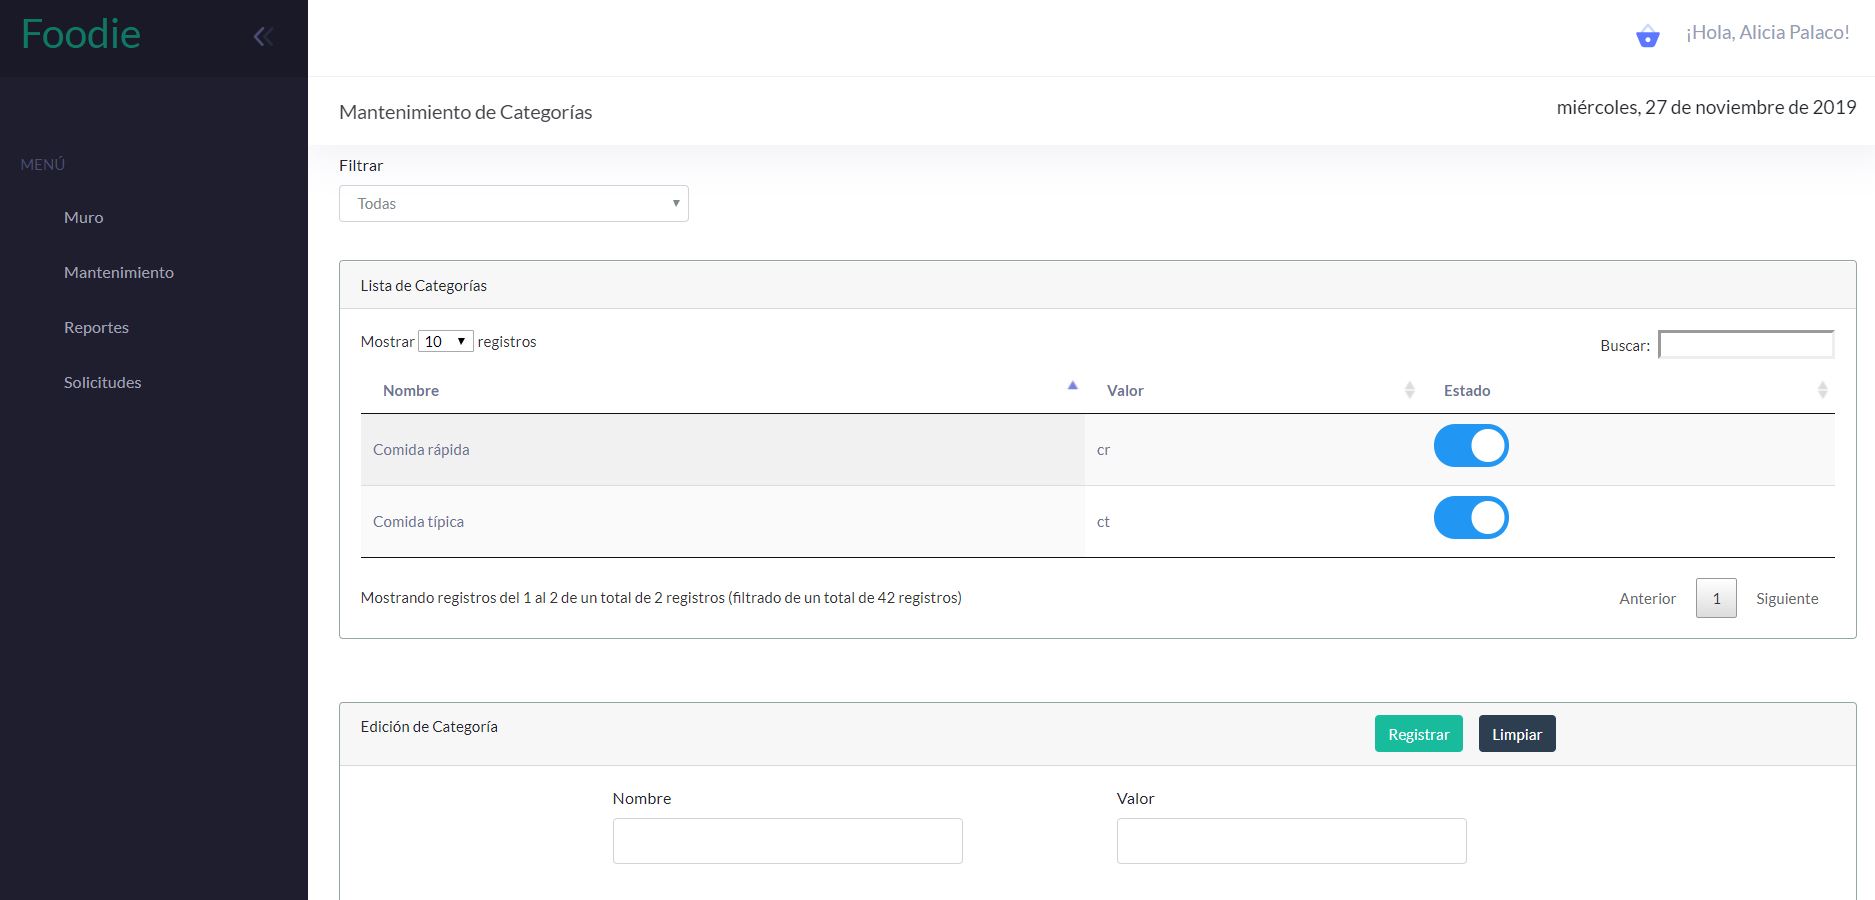 Foodie
¡Hola, Alicia Palaco!
Mantenimiento de Categorías
miércoles, 27 de noviembre de 2019
MENÚ
Muro
Mantenimiento
Reportes
Solicitudes
Filtrar
Todas
Lista de Categorías
Mostrar 10 registros
Buscar:
Nombre Valor Estado
Comida rápida cr
Comida típica ct
Mostrando registros del 1 al 2 de un total de 2 registros (filtrado de un total de 42 registros)
Anterior 1 Siguiente
Edición de Categoría
Registrar Limpiar
Nombre Valor